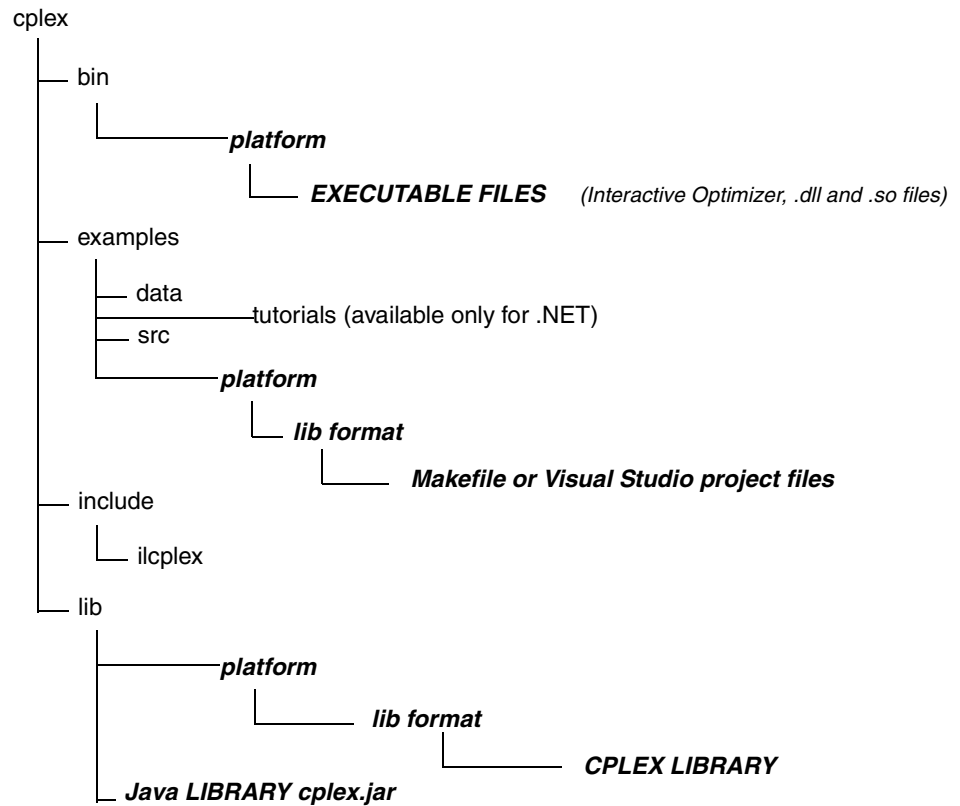 cplex
bin
platform
EXECUTABLE FILES (Interactive Optimizer, .dll and .so files)
examples
data
tutorials (available only for .NET)
src
platform
lib format
Makefile or Visual Studio project files
include
ilcplex
lib
platform
lib format
CPLEX LIBRARY
Java LIBRARY cplex.jar